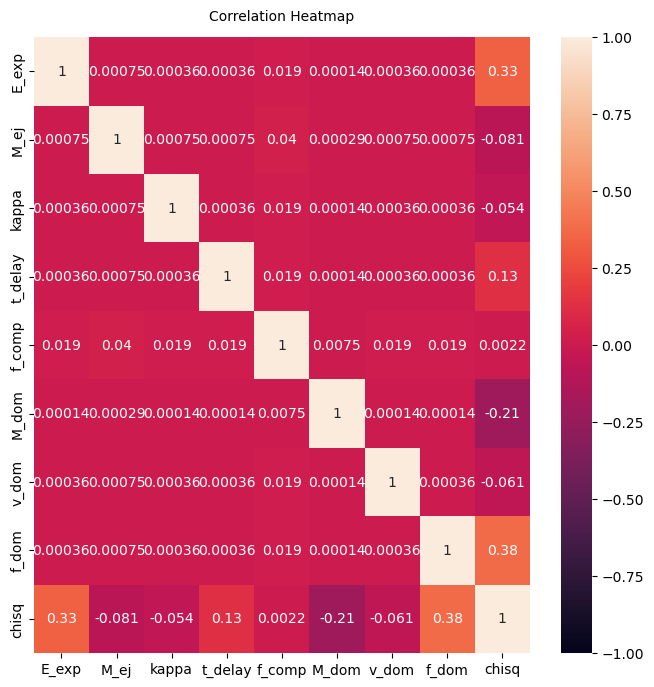 Correlation Heatmap
E_exp 1 0.00075 0.00036 0.00036 0.019 0.00014 0.00036 0.00036 0.33
M_ej 0.00075 1 0.00075 0.00075 0.04 0.00029 0.00075 0.00075 -0.081
kappa 0.00036 0.00075 1 0.00036 0.019 0.00014 0.00036 0.00036 -0.054
t_delay 0.00036 0.00075 0.00036 1 0.019 0.00014 0.00036 0.00036 0.13
f_comp 0.019 0.04 0.019 0.019 1 0.0075 0.019 0.019 0.0022
M_dom 0.00014 0.00029 0.00014 0.00014 0.0075 1 0.00014 0.00014 -0.21
v_dom 0.00036 0.00075 0.00036 0.00036 0.019 0.00014 1 0.00036 -0.061
f_dom 0.00036 0.00075 0.00036 0.00036 0.019 0.00014 0.00036 1 0.38
chisq 0.33 -0.081 -0.054 0.13 0.0022 -0.21 -0.061 0.38 1
E_exp M_ej kappa t_delay f_comp M_dom v_dom f_dom chisq
1.00
0.75
0.50
0.25
0.00
−0.25
−0.50
−0.75
−1.00